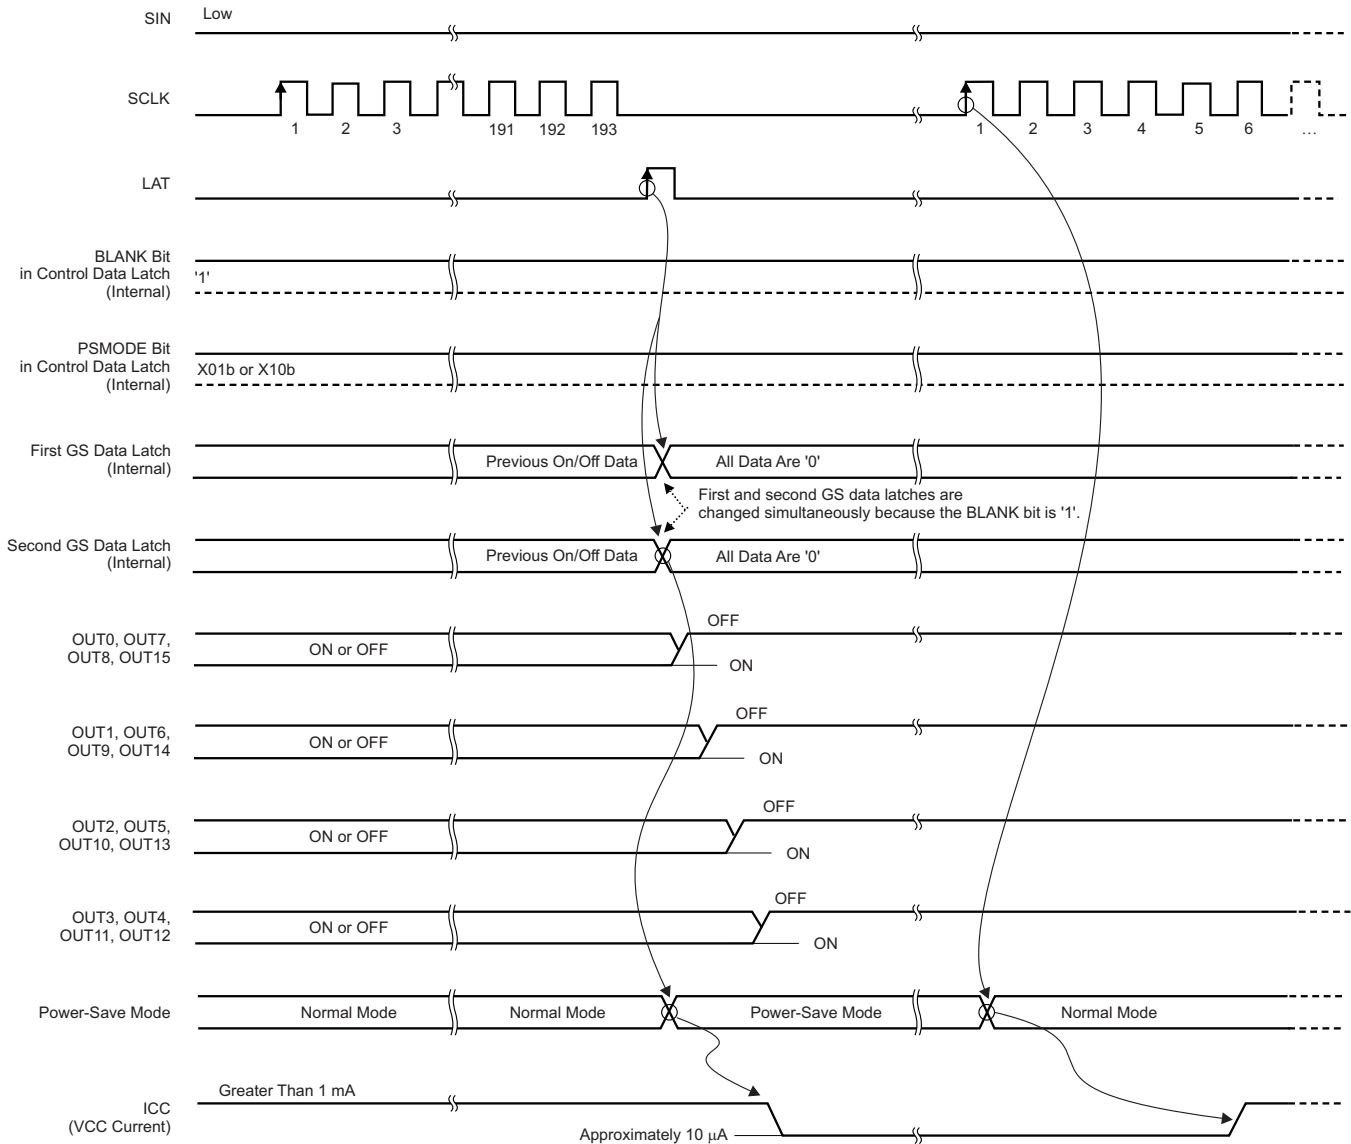 SIN
Low
SCLK
1
2
3
191
192
193
1
2
3
4
5
6
...
LAT
BLANK Bit
in Control Data Latch
(Internal)
'1'
PSMODE Bit
in Control Data Latch
(Internal)
X01b or X10b
First GS Data Latch
(Internal)
Previous On/Off Data
All Data Are '0'
First and second GS data latches are
changed simultaneously because the BLANK bit is '1'.
Second GS Data Latch
(Internal)
Previous On/Off Data
All Data Are '0'
OUT0, OUT7,
OUT8, OUT15
ON or OFF
OFF
ON
OUT1, OUT6,
OUT9, OUT14
ON or OFF
OFF
ON
OUT2, OUT5,
OUT10, OUT13
ON or OFF
OFF
ON
OUT3, OUT4,
OUT11, OUT12
ON or OFF
OFF
ON
Power-Save Mode
Normal Mode
Normal Mode
Power-Save Mode
Normal Mode
ICC
(VCC Current)
Greater Than 1 mA
Approximately 10 μA